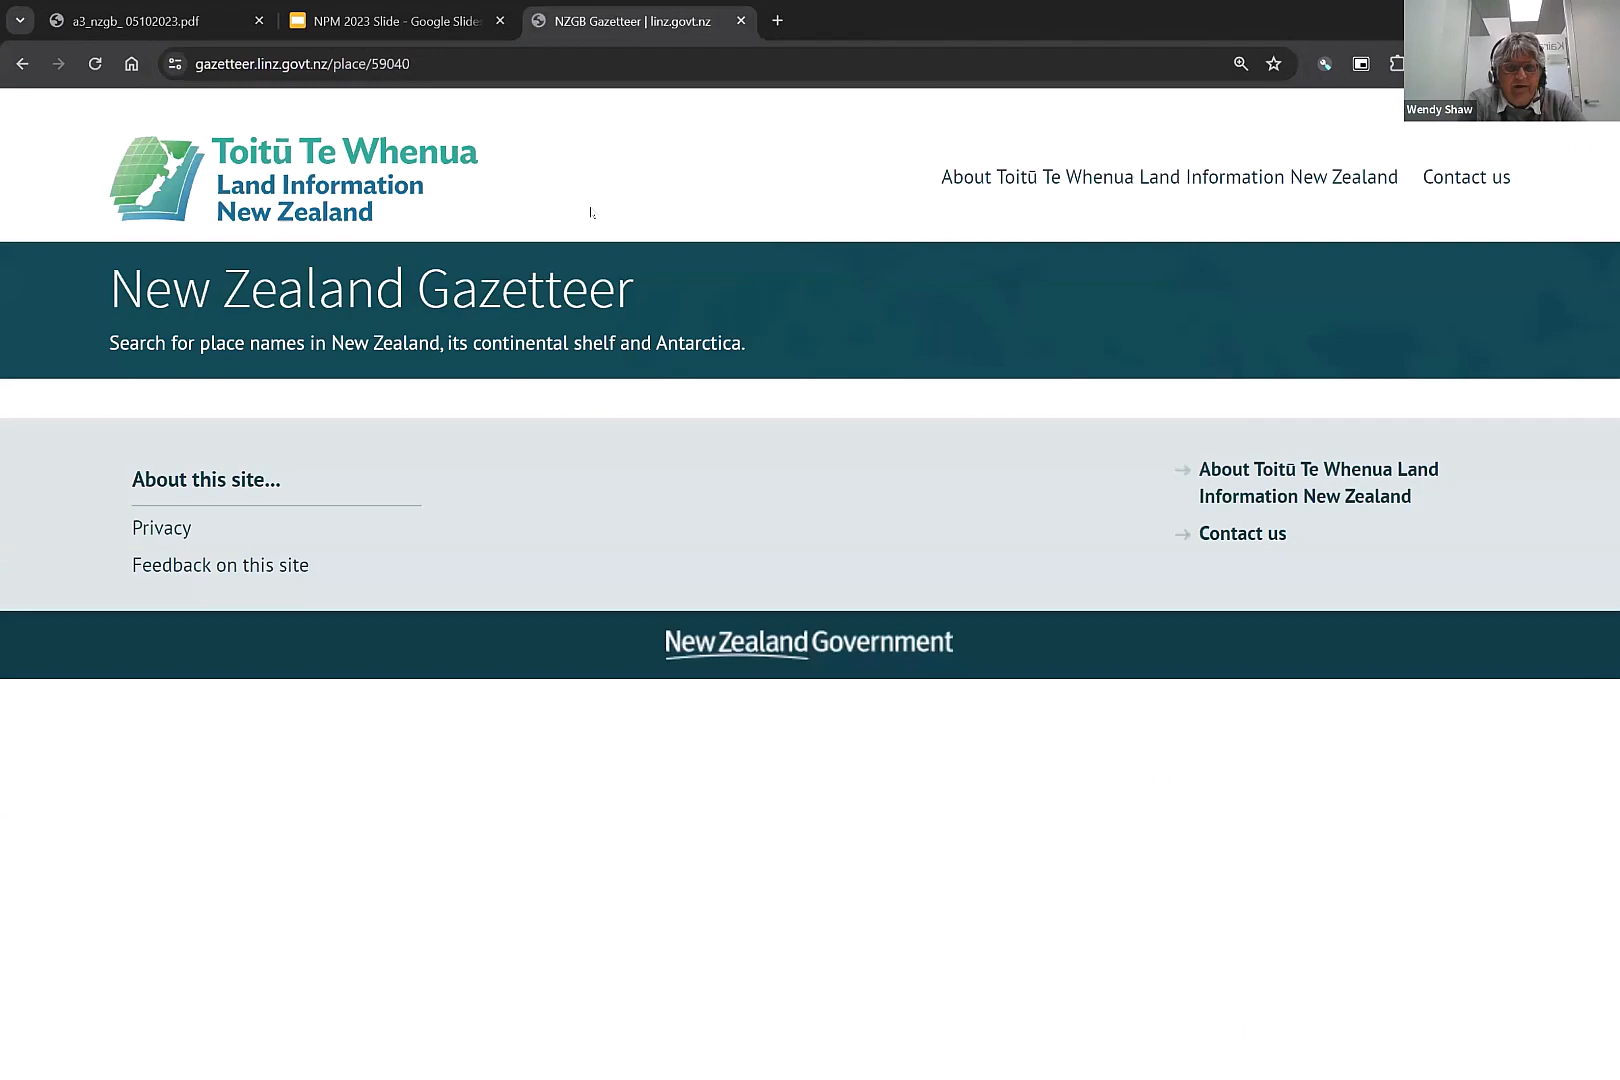 a3_nzgb_ 05102023.pdf
NPM 2023 Slide - Google Slides
NZGB Gazetteer | linz.govt.nz
gazetteer.linz.govt.nz/place/59040
Wendy Shaw
Toitū Te Whenua
Land Information
New Zealand
About Toitū Te Whenua Land Information New Zealand
Contact us
New Zealand Gazetteer
Search for place names in New Zealand, its continental shelf and Antarctica.
About this site...
Privacy
Feedback on this site
About Toitū Te Whenua Land
Information New Zealand
Contact us
New Zealand Government